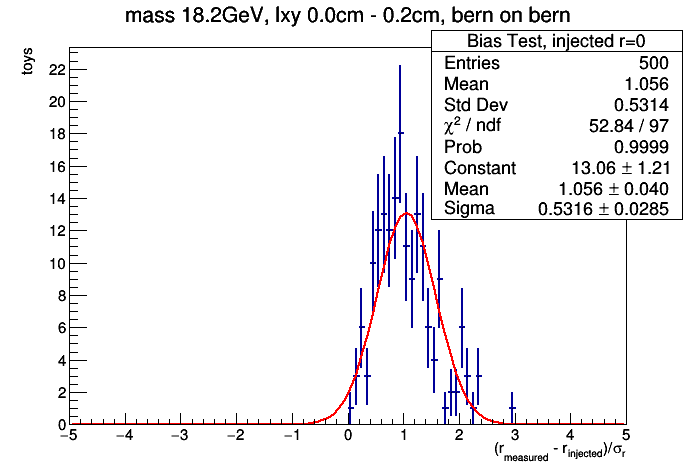 mass 18.2GeV, lxy 0.0cm - 0.2cm, bern on bern
toys
Bias Test, injected r=0
Entries 500
Mean 1.056
Std Dev 0.5314
χ² / ndf 52.84 / 97
Prob 0.9999
Constant 13.06 ± 1.21
Mean 1.056 ± 0.040
Sigma 0.5316 ± 0.0285
22
20
18
16
14
12
10
8
6
4
2
0
−5 −4 −3 −2 −1 0 1 2 3 4 5
(r_measured - r_injected)/σ_r